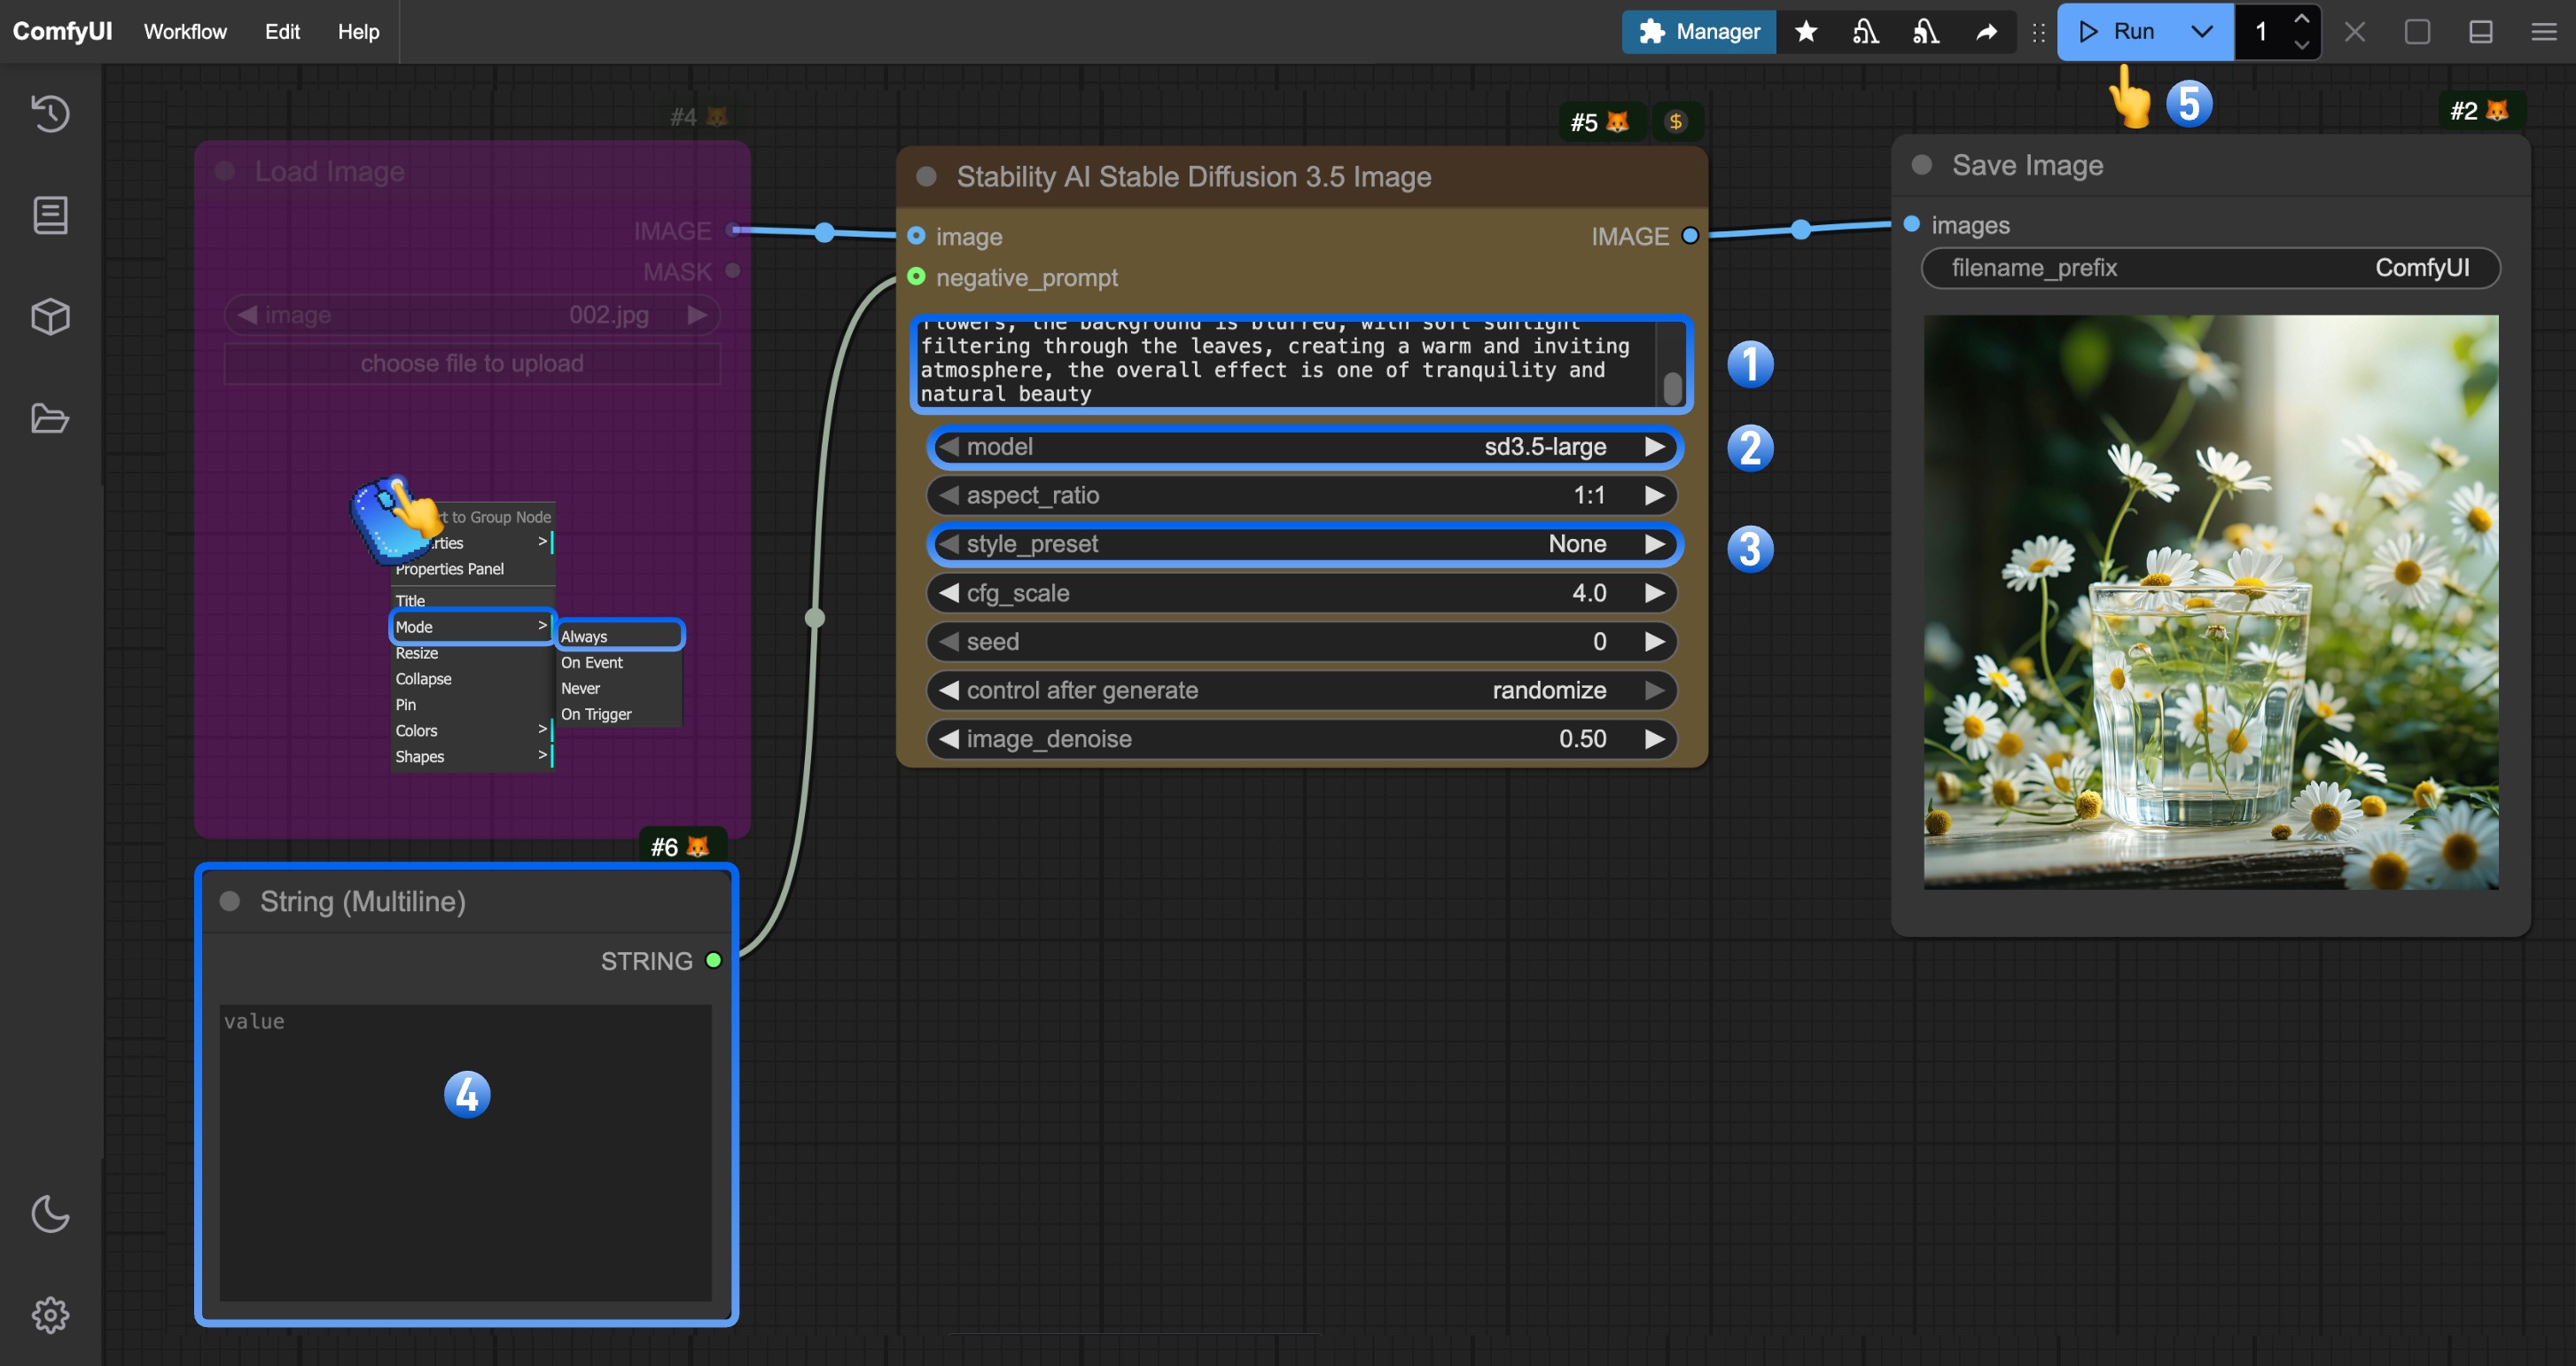 ComfyUI
Workflow
Edit
Help
Manager
Run
1
5
#4
Load Image
IMAGE
MASK
image
002.jpg
choose file to upload
rt to Group Node
rties >
Properties Panel
Title
Mode >
Resize
Collapse
Pin
Colors >
Shapes >
Always
On Event
Never
On Trigger
#6
String (Multiline)
STRING
value
4
#5
$
Stability AI Stable Diffusion 3.5 Image
image
IMAGE
negative_prompt
flowers, the background is blurred, with soft sunlight
filtering through the leaves, creating a warm and inviting
atmosphere, the overall effect is one of tranquility and
natural beauty
1
model
sd3.5-large
2
aspect_ratio
1:1
style_preset
None
3
cfg_scale
4.0
seed
0
control after generate
randomize
image_denoise
0.50
#2
Save Image
images
filename_prefix
ComfyUI